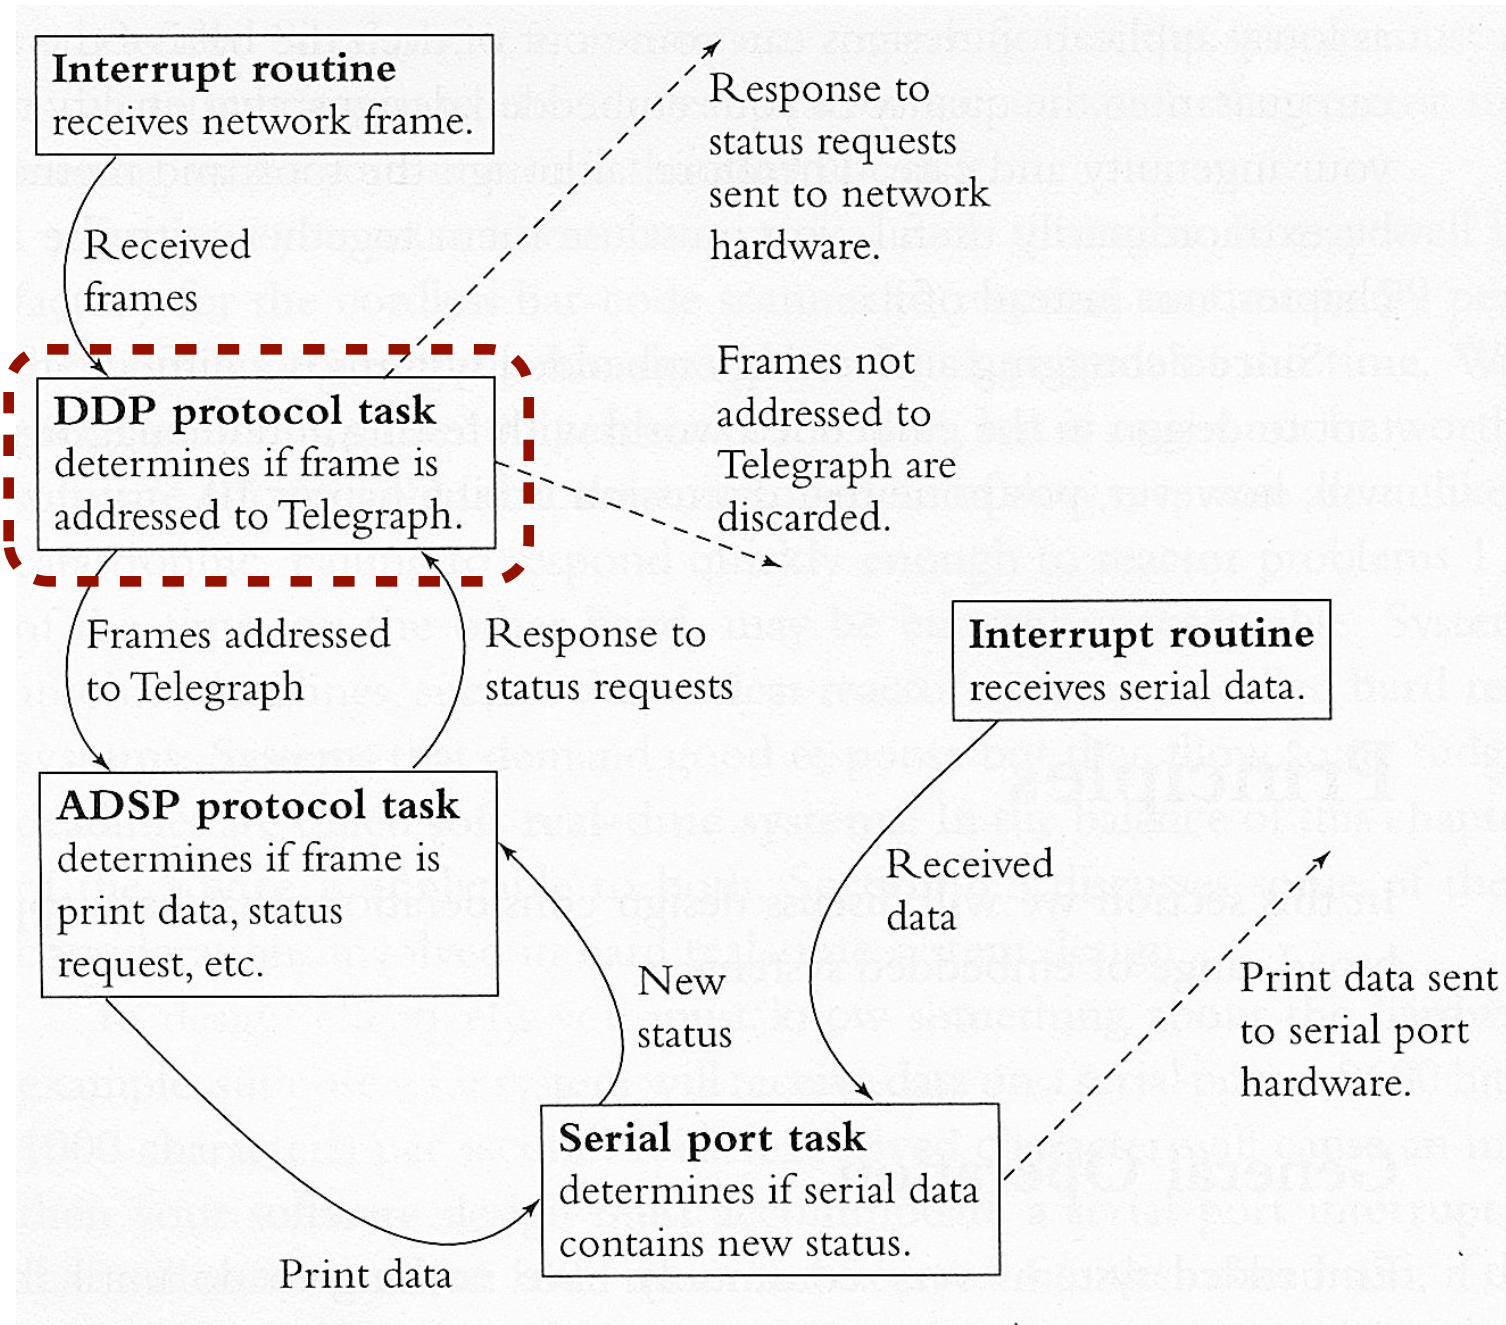 Interrupt routine
receives network frame.
Response to
status requests
sent to network
hardware.
Received
frames
DDP protocol task
determines if frame is
addressed to Telegraph.
Frames not
addressed to
Telegraph are
discarded.
Frames addressed
to Telegraph
Response to
status requests
Interrupt routine
receives serial data.
ADSP protocol task
determines if frame is
print data, status
request, etc.
Received
data
New
status
Print data sent
to serial port
hardware.
Serial port task
determines if serial data
contains new status.
Print data